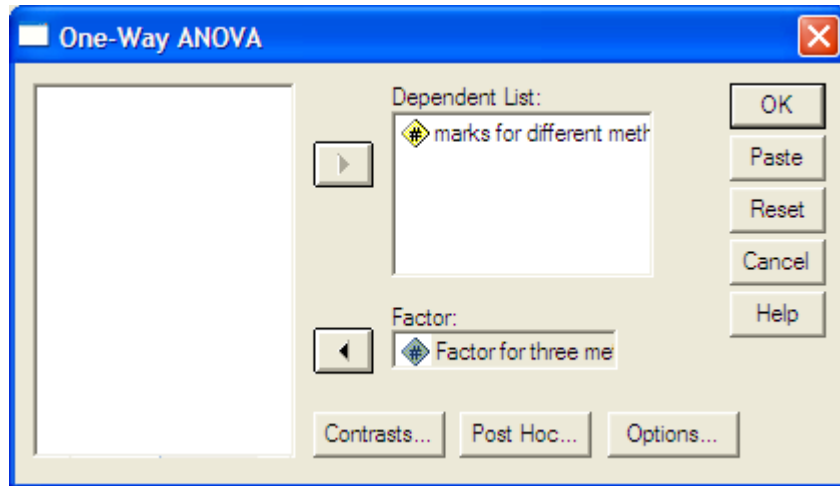 One-Way ANOVA
Dependent List:
# marks for different meth
Factor:
# Factor for three me
OK
Paste
Reset
Cancel
Help
Contrasts...
Post Hoc...
Options...